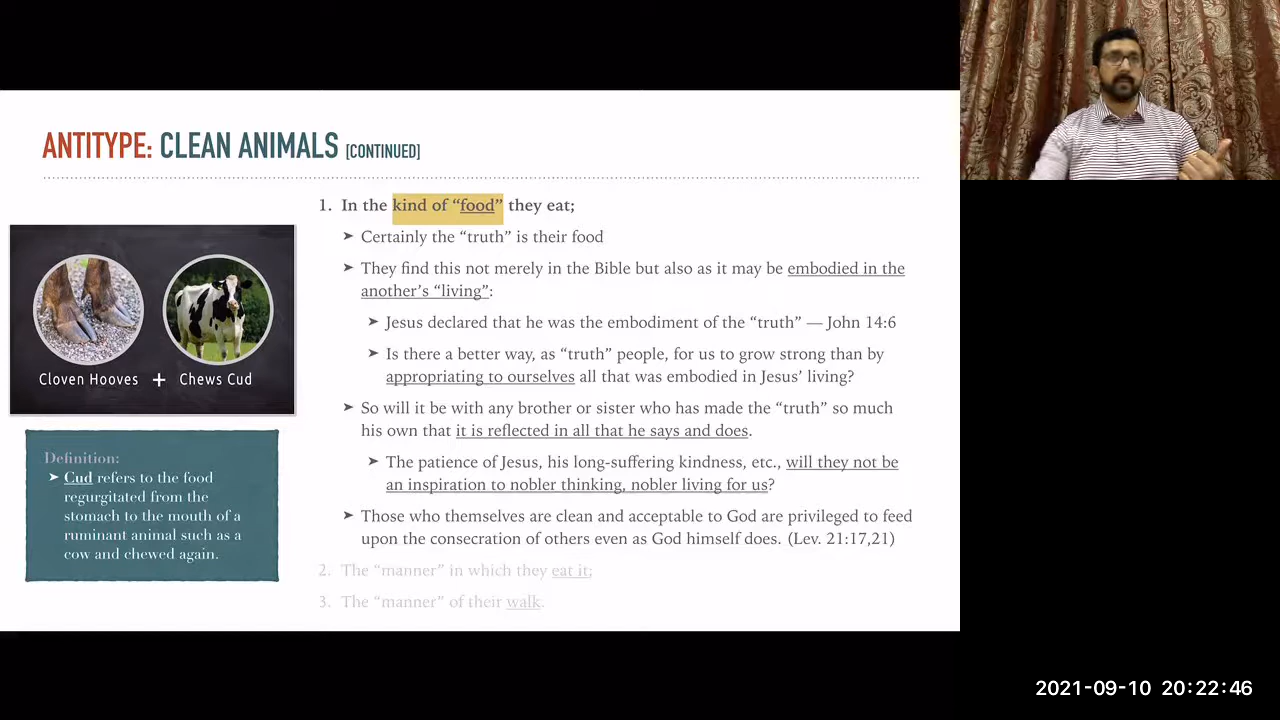 ANTITYPE: CLEAN ANIMALS [CONTINUED]
1. In the kind of “food” they eat;
➤ Certainly the “truth” is their food
➤ They find this not merely in the Bible but also as it may be embodied in the
another’s “living”:
➤ Jesus declared that he was the embodiment of the “truth” — John 14:6
➤ Is there a better way, as “truth” people, for us to grow strong than by
appropriating to ourselves all that was embodied in Jesus’ living?
➤ So will it be with any brother or sister who has made the “truth” so much
his own that it is reflected in all that he says and does.
➤ The patience of Jesus, his long-suffering kindness, etc., will they not be
an inspiration to nobler thinking, nobler living for us?
➤ Those who themselves are clean and acceptable to God are privileged to feed
upon the consecration of others even as God himself does. (Lev. 21:17,21)
2. The “manner” in which they eat it;
3. The “manner” of their walk.
Cloven Hooves + Chews Cud
Definition:
➤ Cud refers to the food
regurgitated from the
stomach to the mouth of a
ruminant animal such as a
cow and chewed again.
2021-09-10 20:22:46